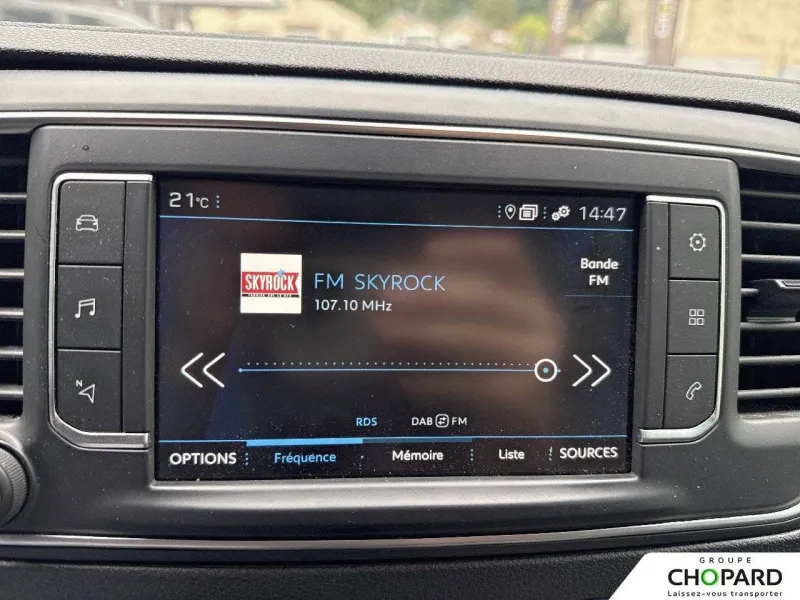 21°C
14:47
SKYROCK
FM SKYROCK
107.10 MHz
Bande
FM
RDS
DAB FM
OPTIONS
Fréquence
Mémoire
Liste
SOURCES
N
GROUPE
CHOPARD
Laissez-vous transporter